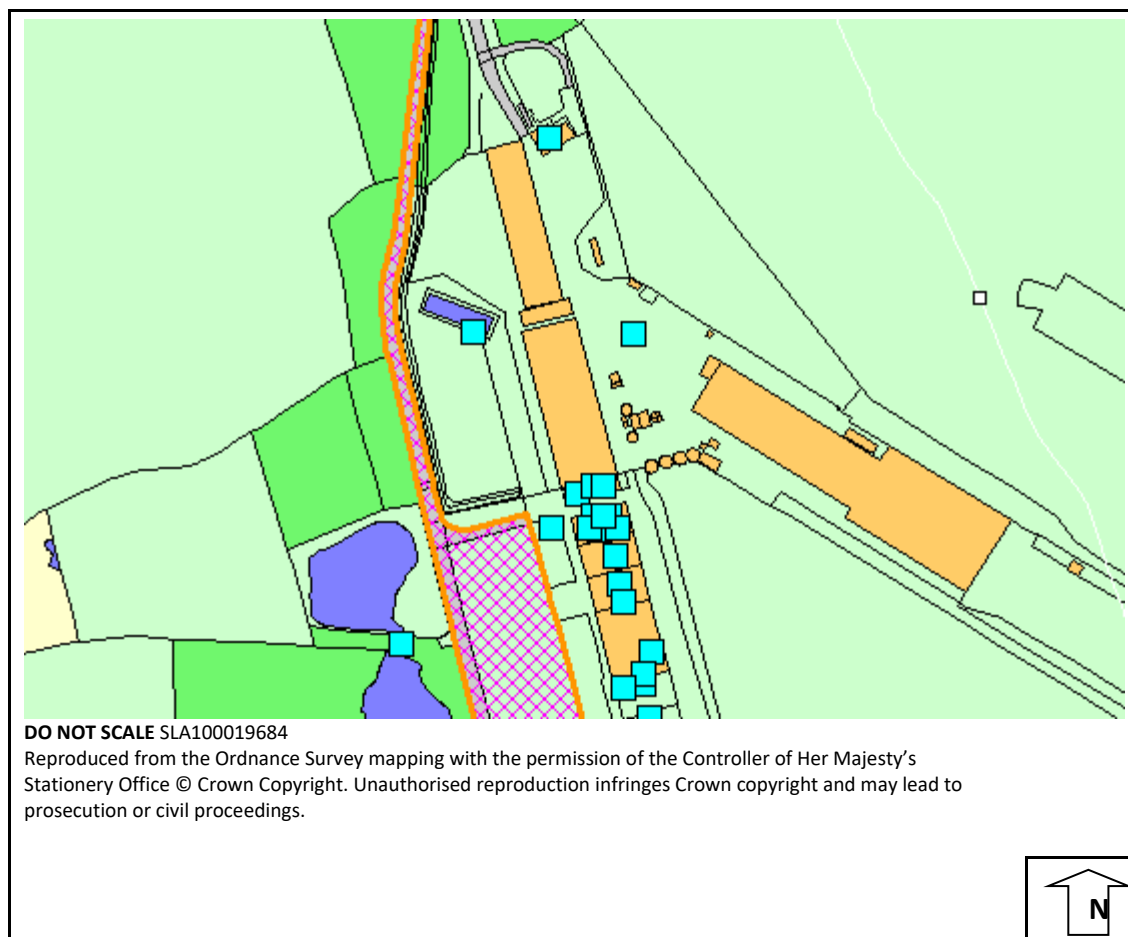 DO NOT SCALE SLA100019684
Reproduced from the Ordnance Survey mapping with the permission of the Controller of Her Majesty's
Stationery Office © Crown Copyright. Unauthorised reproduction infringes Crown copyright and may lead to
prosecution or civil proceedings.
N